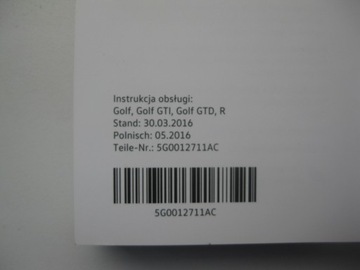 Instrukcja obsługi:
Golf, Golf GTI, Golf GTD, R
Stand: 30.03.2016
Polnisch: 05.2016
Teile-Nr.: 5G0012711AC
5G0012711AC